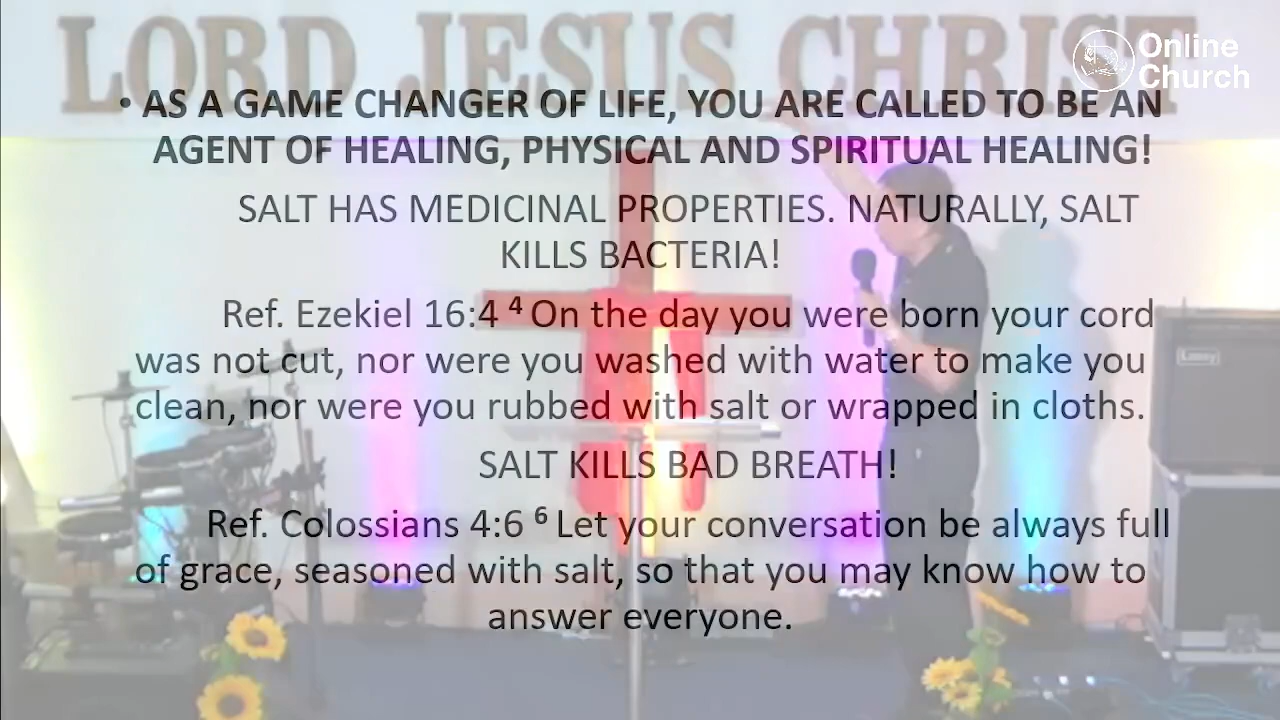 LORD JESUS CHRIST
Online
Church
• AS A GAME CHANGER OF LIFE, YOU ARE CALLED TO BE AN
AGENT OF HEALING, PHYSICAL AND SPIRITUAL HEALING!
SALT HAS MEDICINAL PROPERTIES. NATURALLY, SALT
KILLS BACTERIA!
Ref. Ezekiel 16:4 ⁴ On the day you were born your cord
was not cut, nor were you washed with water to make you
clean, nor were you rubbed with salt or wrapped in cloths.
SALT KILLS BAD BREATH!
Ref. Colossians 4:6 ⁶ Let your conversation be always full
of grace, seasoned with salt, so that you may know how to
answer everyone.
Laney